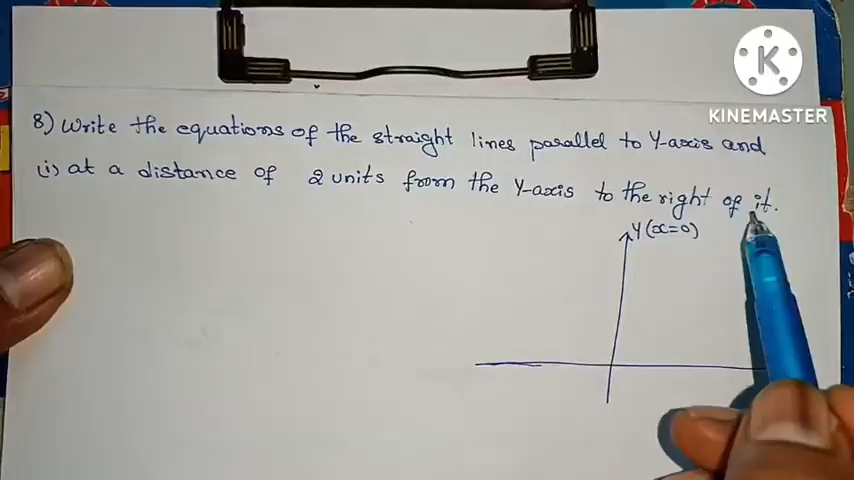 KINEMASTER
8) Write the equations of the straight lines parallel to Y-axis and
(i) at a distance of 2 units from the Y-axis to the right of it.
Y (x=0)